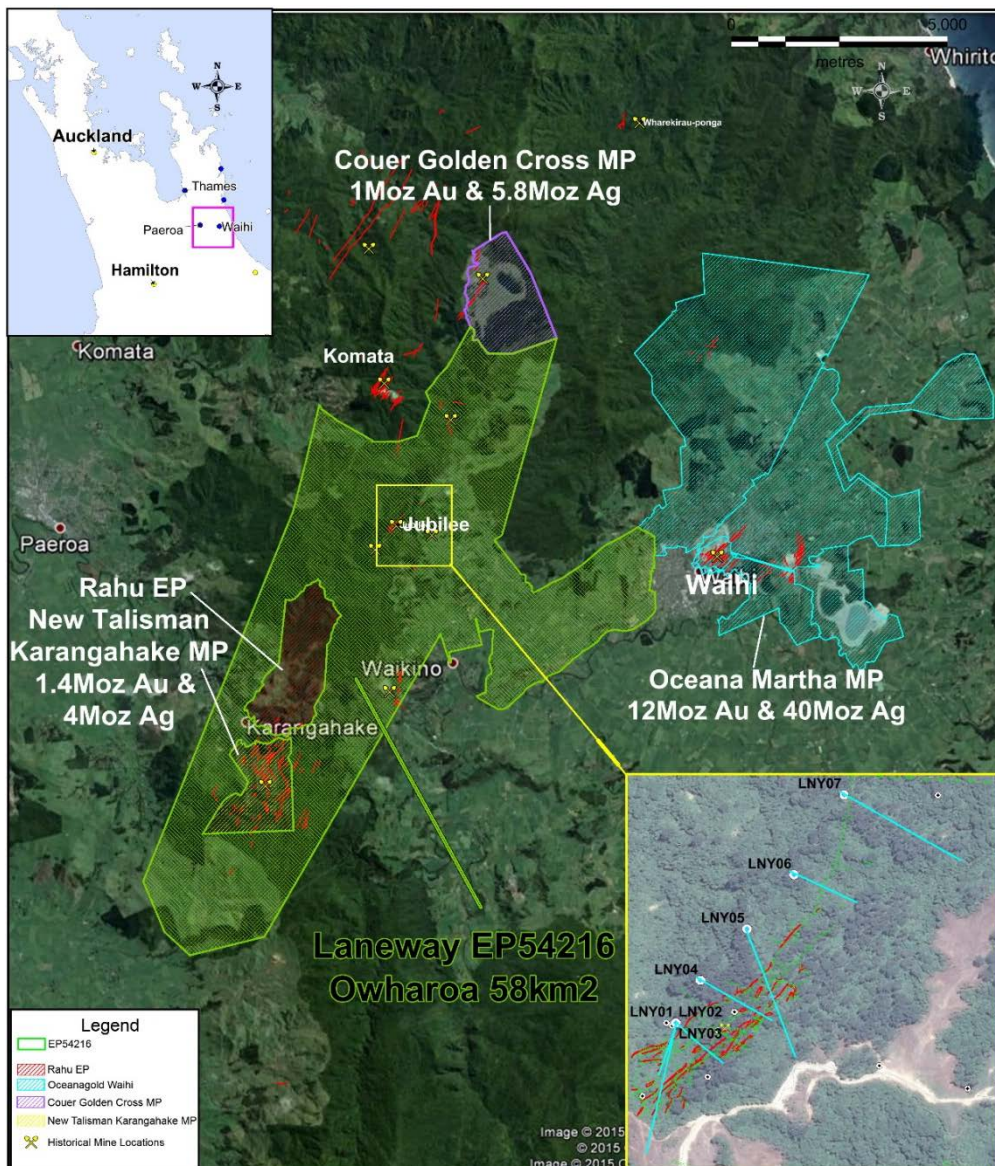 N
W
E
S
Auckland
Thames
Paeroa
Waihi
Hamilton
0
5,000
metres
N
W
E
S
Wharekirau-ponga
Couer Golden Cross MP
1Moz Au & 5.8Moz Ag
Komata
Komata
Jubilee
Paeroa
Rahu EP
New Talisman
Karangahake MP
1.4Moz Au &
4Moz Ag
Waikino
Karangahake
Waihi
Oceana Martha MP
12Moz Au & 40Moz Ag
Laneway EP54216
Owharoa 58km2
LNY07
LNY06
LNY05
LNY04
LNY01
LNY02
LNY03
Legend
EP54216
Rahu EP
Oceanagold Waihi
Couer Golden Cross MP
New Talisman Karangahake MP
Historical Mine Locations
Image © 2015
© 2015
Image © 2015